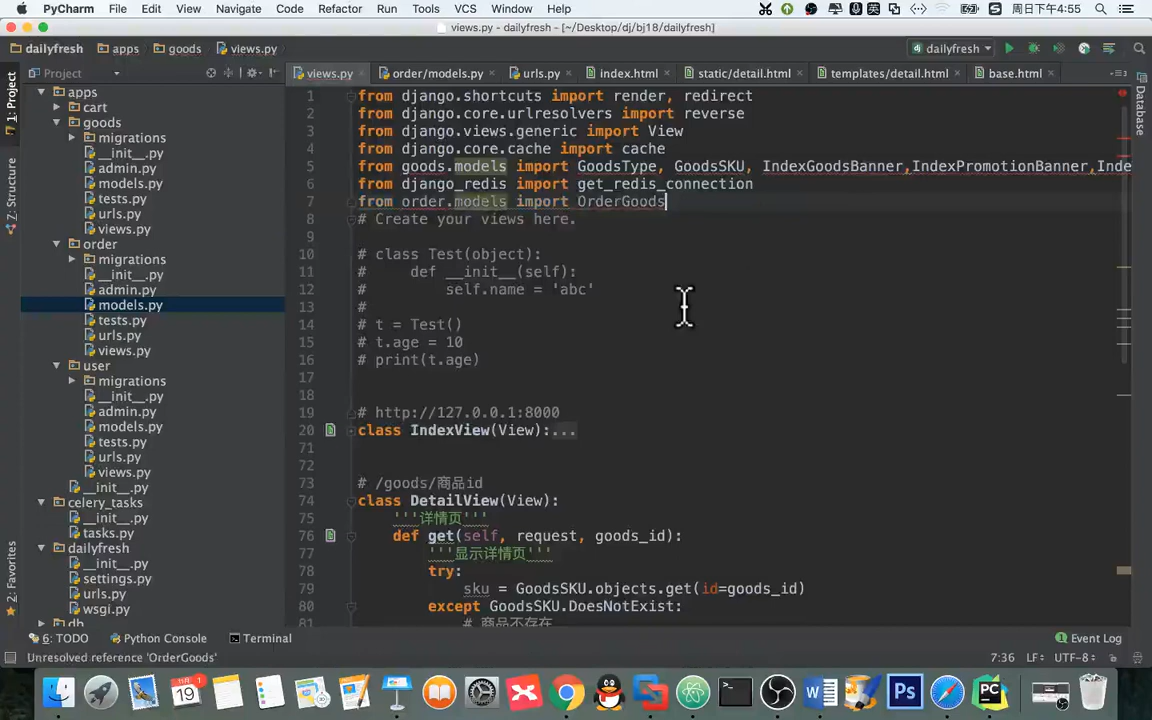 PyCharm File Edit View Navigate Code Refactor Run Tools VCS Window Help 周日下午4:55
views.py - dailyfresh - [~/Desktop/dj/bj18/dailyfresh]
dailyfresh apps goods views.py dailyfresh
Project views.py order/models.py urls.py index.html static/detail.html templates/detail.html base.html
1: Project
7: Structure
2: Favorites
Database
apps
cart
goods
migrations
__init__.py
admin.py
models.py
tests.py
urls.py
views.py
order
migrations
__init__.py
admin.py
models.py
tests.py
urls.py
views.py
user
migrations
__init__.py
admin.py
models.py
tests.py
urls.py
views.py
__init__.py
celery_tasks
__init__.py
tasks.py
dailyfresh
__init__.py
settings.py
urls.py
wsgi.py
db
1 from django.shortcuts import render, redirect
2 from django.core.urlresolvers import reverse
3 from django.views.generic import View
4 from django.core.cache import cache
5 from goods.models import GoodsType, GoodsSKU, IndexGoodsBanner,IndexPromotionBanner,Inde
6 from django_redis import get_redis_connection
7 from order.models import OrderGoods
8 # Create your views here.
9
10 # class Test(object):
11 #     def __init__(self):
12 #         self.name = 'abc'
13 #
14 # t = Test()
15 # t.age = 10
16 # print(t.age)
17
18
19 # http://127.0.0.1:8000
20 class IndexView(View):...
71
72
73 # /goods/商品id
74 class DetailView(View):
75     '''详情页'''
76     def get(self, request, goods_id):
77         '''显示详情页'''
78         try:
79             sku = GoodsSKU.objects.get(id=goods_id)
80         except GoodsSKU.DoesNotExist:
81             # 商品不存在
6: TODO Python Console Terminal Event Log
Unresolved reference 'OrderGoods' 7:36 LF UTF-8
19
PC
Ps